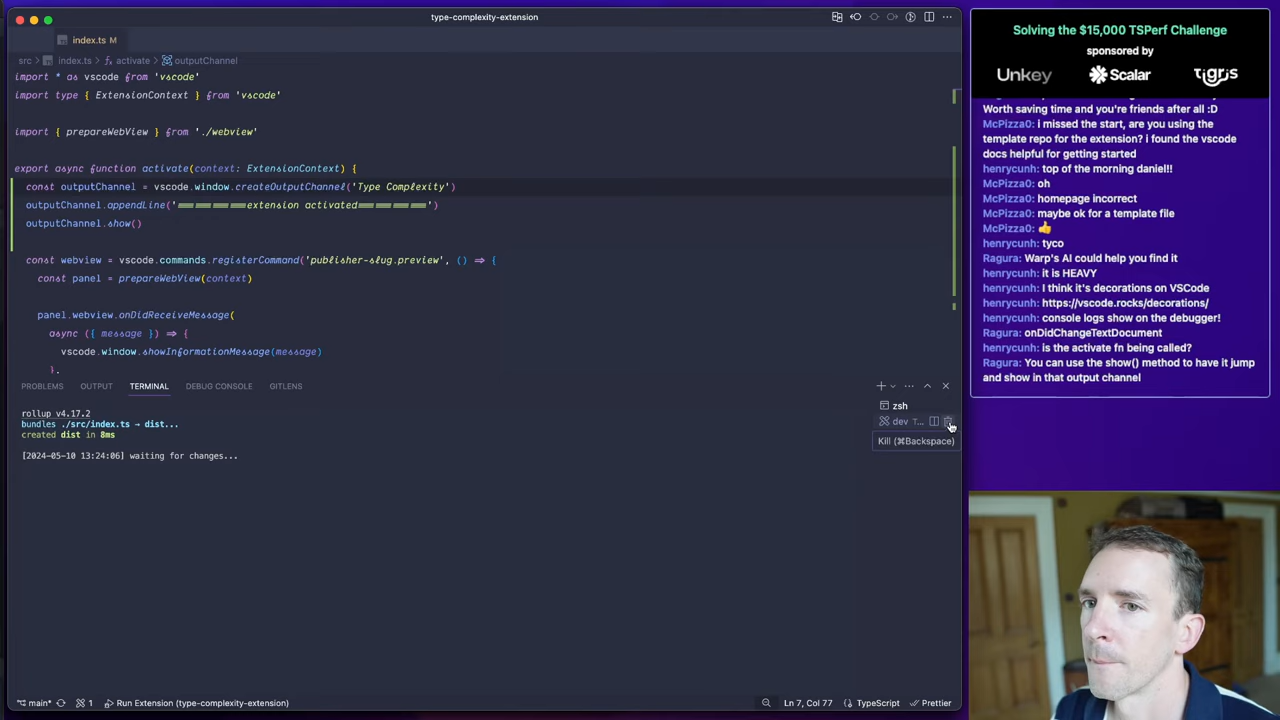 type-complexity-extension
index.ts M
src > index.ts > activate > outputChannel
import * as vscode from 'vscode'
import type { ExtensionContext } from 'vscode'
import { prepareWebView } from './webview'
export async function activate(context: ExtensionContext) {
const outputChannel = vscode.window.createOutputChannel('Type Complexity')
outputChannel.appendLine('==========extension activated==========')
outputChannel.show()
const webview = vscode.commands.registerCommand('publisher-slug.preview', () => {
const panel = prepareWebView(context)
panel.webview.onDidReceiveMessage(
async ({ message }) => {
vscode.window.showInformationMessage(message)
},
PROBLEMS OUTPUT TERMINAL DEBUG CONSOLE GITLENS
rollup v4.17.2
bundles ./src/index.ts → dist...
created dist in 8ms
[2024-05-10 13:24:06] waiting for changes...
zsh
dev T...
Kill (⌘Backspace)
main* 1 Run Extension (type-complexity-extension) Ln 7, Col 77 TypeScript Prettier
Solving the $15,000 TSPerf Challenge
sponsored by
Unkey Scalar tigris
Worth saving time and you're friends after all :D
McPizza0: i missed the start, are you using the
template repo for the extension? i found the vscode
docs helpful for getting started
henrycunh: top of the morning daniel!!
McPizza0: oh
McPizza0: homepage incorrect
McPizza0: maybe ok for a template file
McPizza0: 👍
henrycunh: tyco
Ragura: Warp's AI could help you find it
henrycunh: it is HEAVY
henrycunh: I think it's decorations on VSCode
henrycunh: https://vscode.rocks/decorations/
henrycunh: console logs show on the debugger!
Ragura: onDidChangeTextDocument
henrycunh: is the activate fn being called?
Ragura: You can use the show() method to have it jump
and show in that output channel